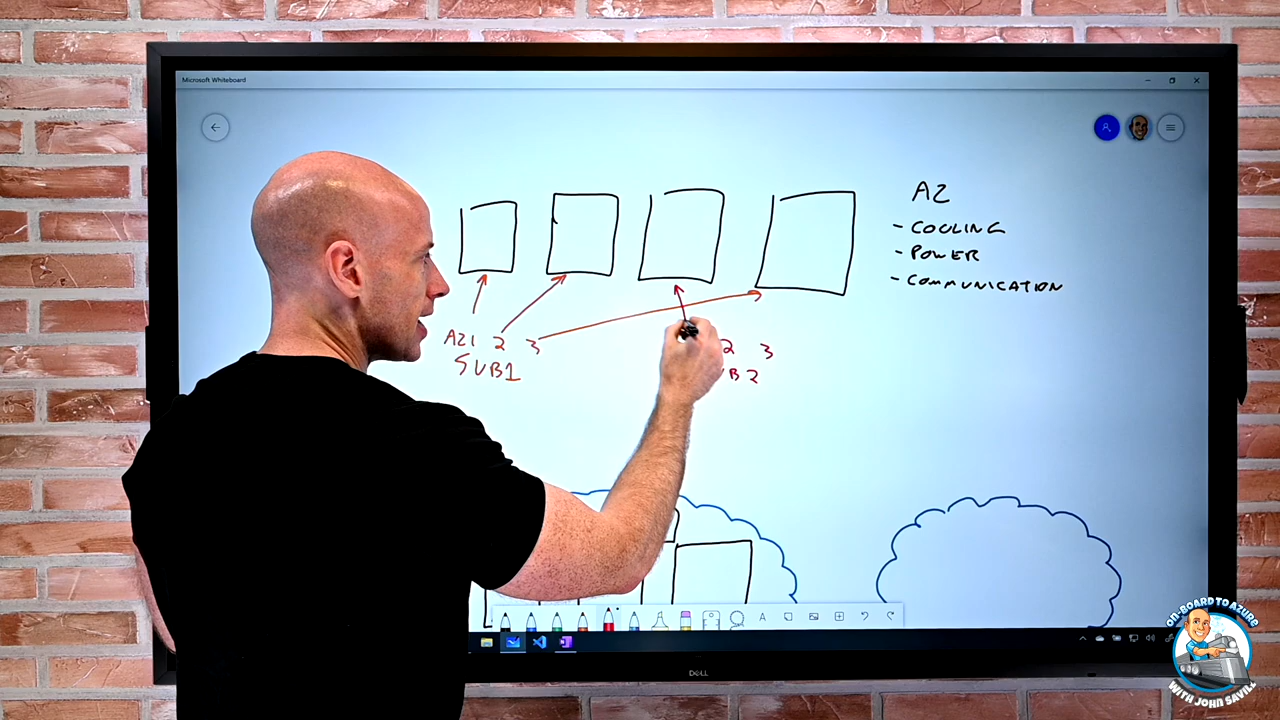 Microsoft Whiteboard
AZ
- COOLING
- POWER
- COMMUNICATION
AZ1 2 3
SUB1
2 3
UB2
A
DELL
ON-BOARD TO AZURE
WITH JOHN SAVILL